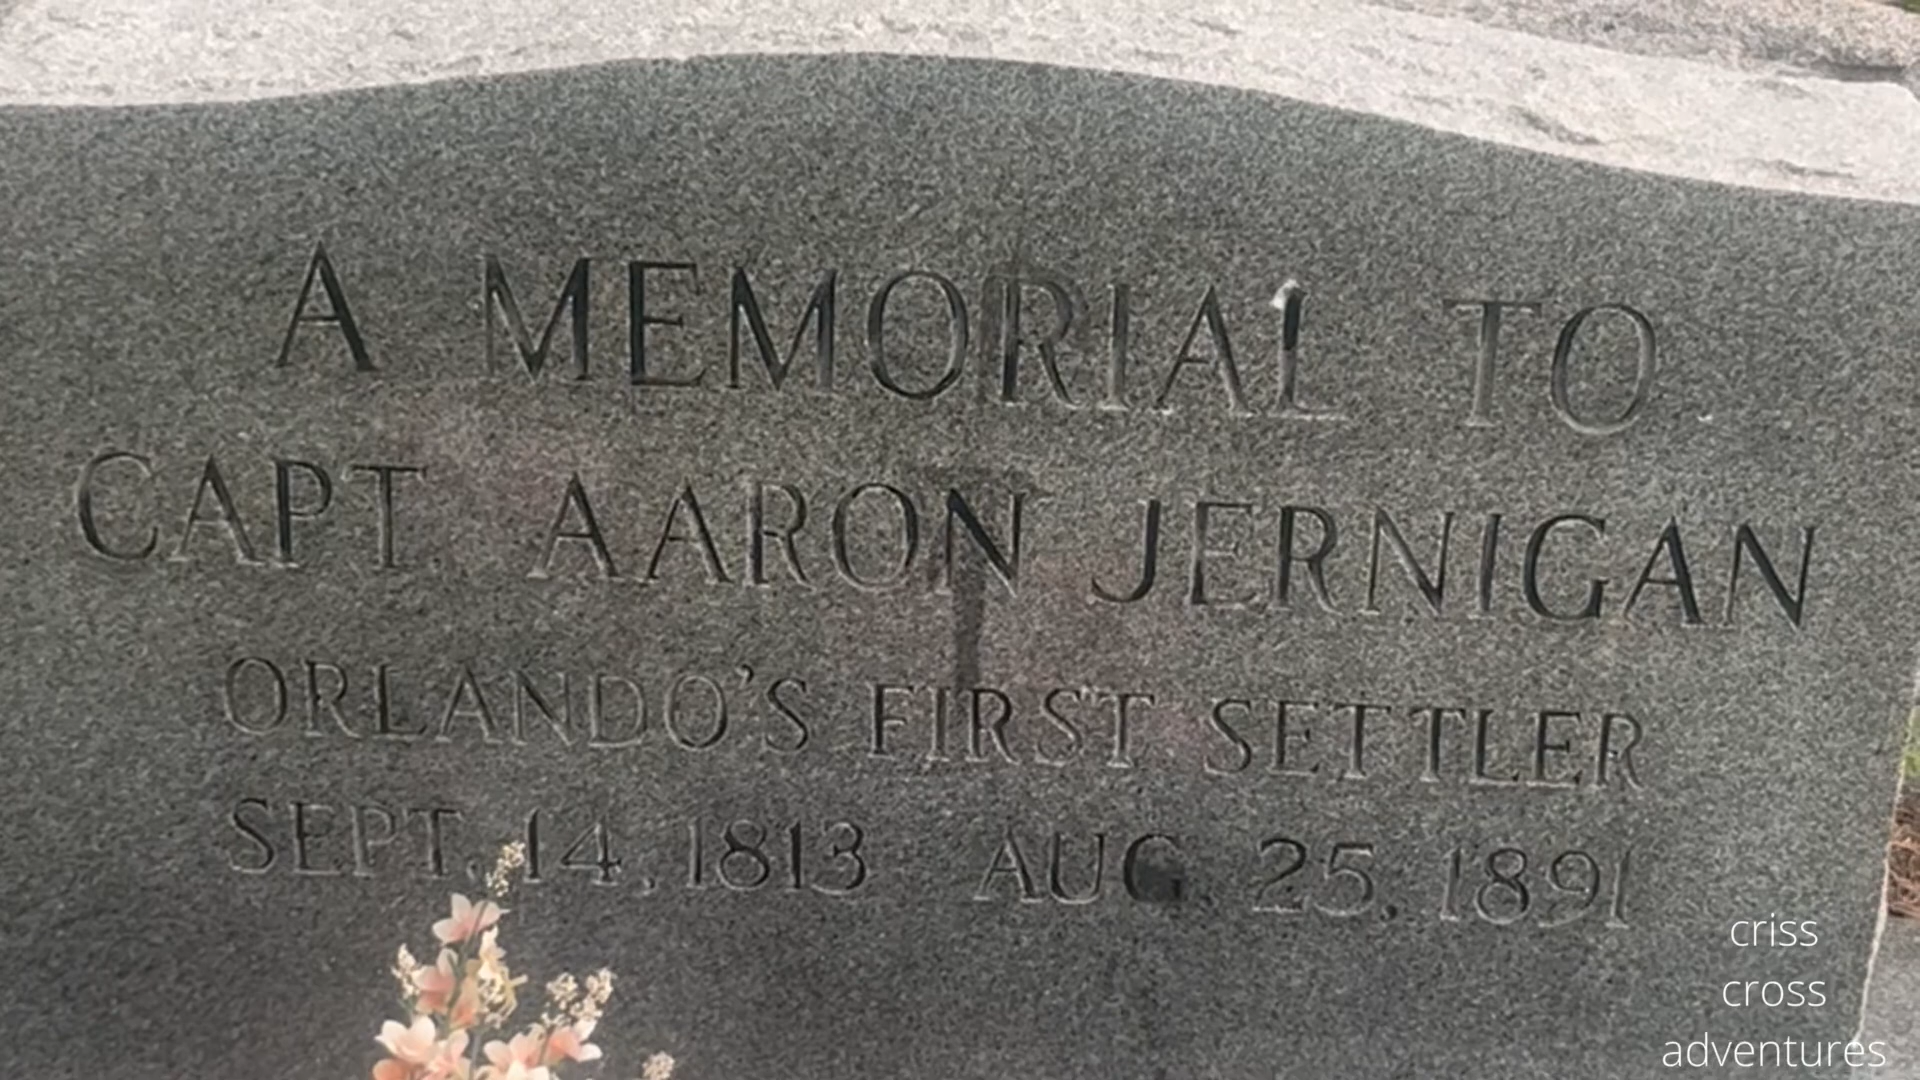 A MEMORIAL TO
CAPT AARON JERNIGAN
ORLANDO'S FIRST SETTLER
SEPT. 14, 1813 AUG. 25, 1891
criss
cross
adventures